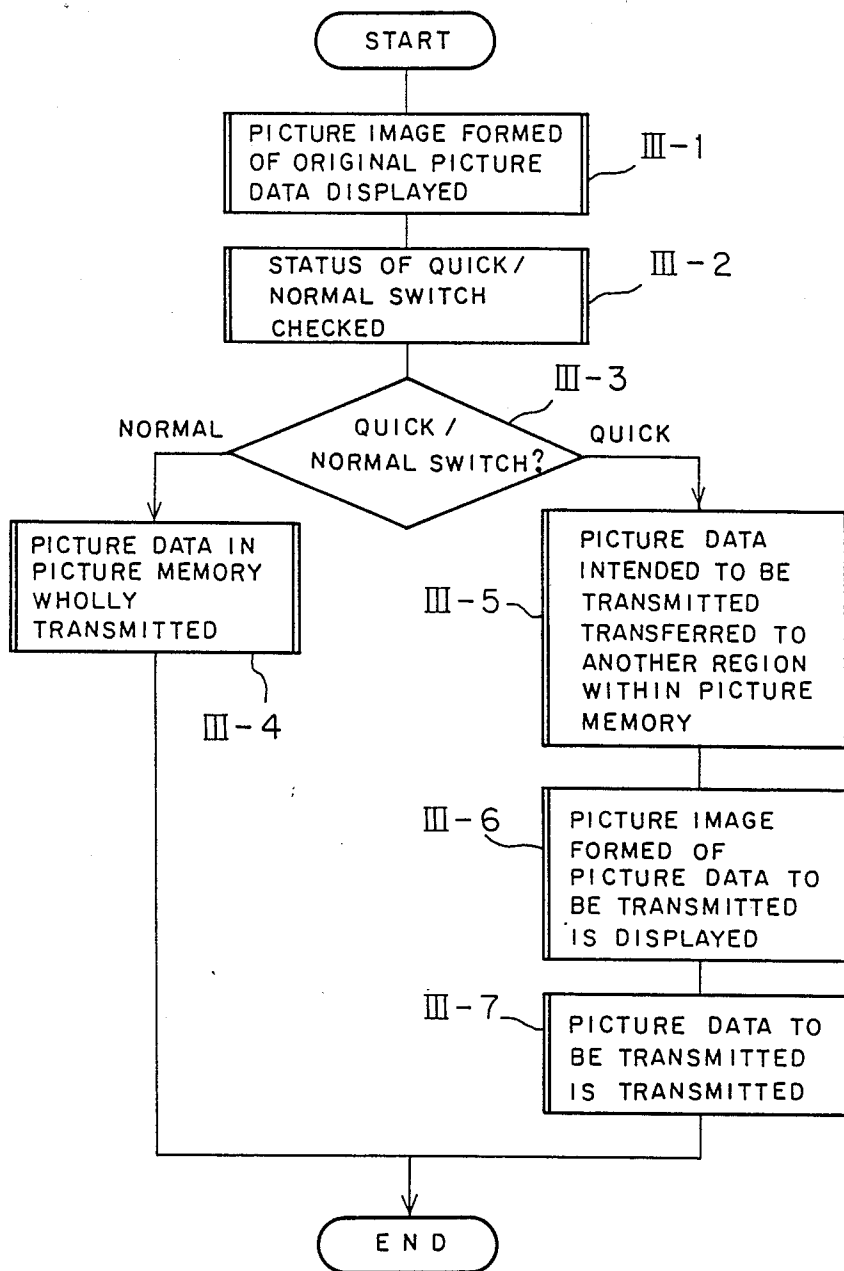 START
PICTURE IMAGE FORMED
OF ORIGINAL PICTURE
DATA DISPLAYED
III-1
STATUS OF QUICK/
NORMAL SWITCH
CHECKED
III-2
III-3
QUICK/
NORMAL SWITCH?
NORMAL
QUICK
PICTURE DATA IN
PICTURE MEMORY
WHOLLY
TRANSMITTED
III-4
PICTURE DATA
INTENDED TO BE
TRANSMITTED
TRANSFERRED TO
ANOTHER REGION
WITHIN PICTURE
MEMORY
III-5
III-6
PICTURE IMAGE
FORMED OF
PICTURE DATA TO
BE TRANSMITTED
IS DISPLAYED
III-7
PICTURE DATA TO
BE TRANSMITTED
IS TRANSMITTED
END